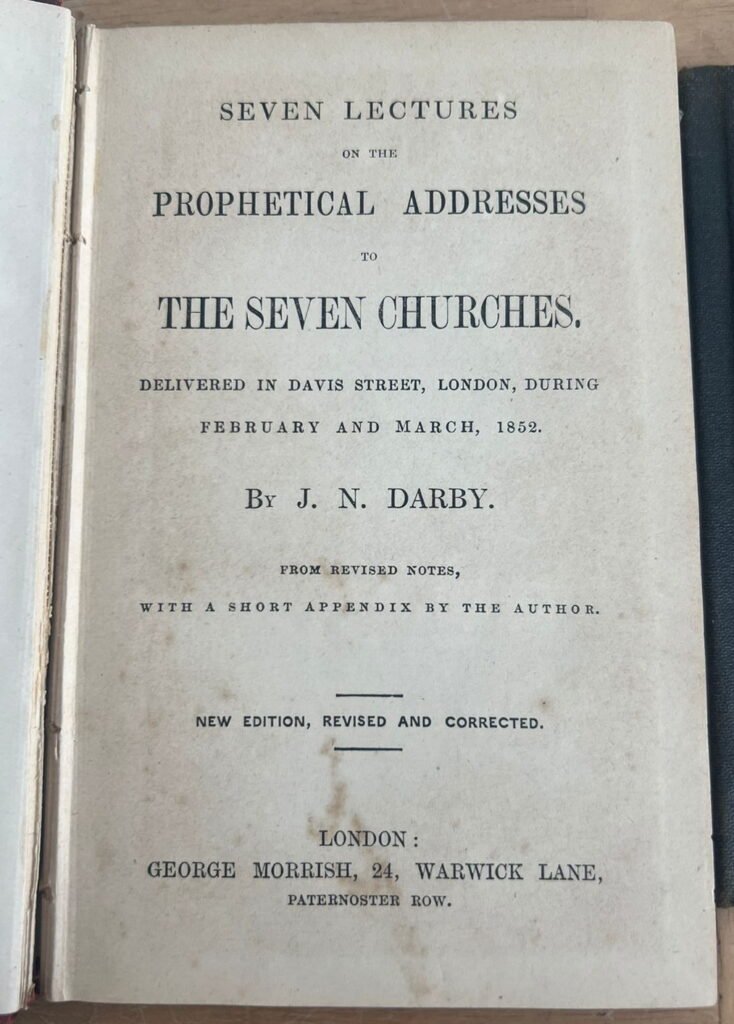 SEVEN LECTURES
ON THE
PROPHETICAL ADDRESSES
TO
THE SEVEN CHURCHES.
DELIVERED IN DAVIS STREET, LONDON, DURING
FEBRUARY AND MARCH, 1852.
BY J. N. DARBY.
FROM REVISED NOTES,
WITH A SHORT APPENDIX BY THE AUTHOR.
NEW EDITION, REVISED AND CORRECTED.
LONDON:
GEORGE MORRISH, 24, WARWICK LANE,
PATERNOSTER ROW.